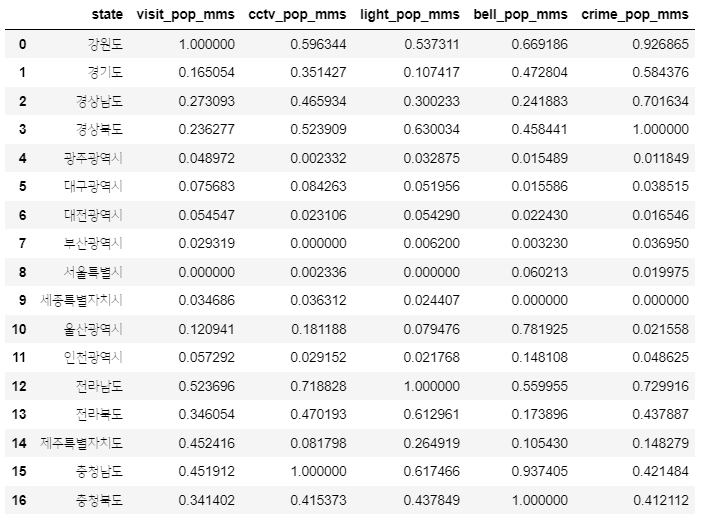 state visit_pop_mms cctv_pop_mms light_pop_mms bell_pop_mms crime_pop_mms
0 강원도 1.000000 0.596344 0.537311 0.669186 0.926865
1 경기도 0.165054 0.351427 0.107417 0.472804 0.584376
2 경상남도 0.273093 0.465934 0.300233 0.241883 0.701634
3 경상북도 0.236277 0.523909 0.630034 0.458441 1.000000
4 광주광역시 0.048972 0.002332 0.032875 0.015489 0.011849
5 대구광역시 0.075683 0.084263 0.051956 0.015586 0.038515
6 대전광역시 0.054547 0.023106 0.054290 0.022430 0.016546
7 부산광역시 0.029319 0.000000 0.006200 0.003230 0.036950
8 서울특별시 0.000000 0.002336 0.000000 0.060213 0.019975
9 세종특별자치시 0.034686 0.036312 0.024407 0.000000 0.000000
10 울산광역시 0.120941 0.181188 0.079476 0.781925 0.021558
11 인천광역시 0.057292 0.029152 0.021768 0.148108 0.048625
12 전라남도 0.523696 0.718828 1.000000 0.559955 0.729916
13 전라북도 0.346054 0.470193 0.612961 0.173896 0.437887
14 제주특별자치도 0.452416 0.081798 0.264919 0.105430 0.148279
15 충청남도 0.451912 1.000000 0.617466 0.937405 0.421484
16 충청북도 0.341402 0.415373 0.437849 1.000000 0.412112